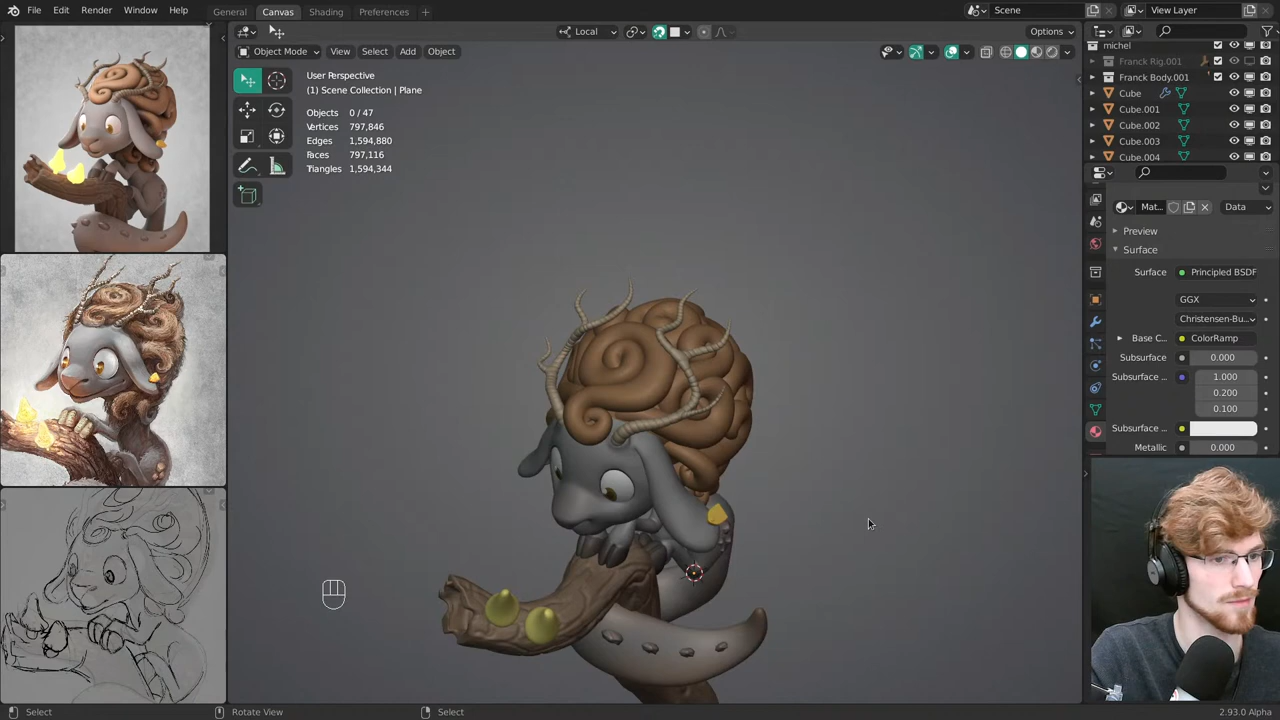 File Edit Render Window Help General Canvas Shading Preferences + Scene View Layer
Local Options
Object Mode View Select Add Object
User Perspective
(1) Scene Collection | Plane
Objects 0 / 47
Vertices 797,846
Edges 1,594,880
Faces 797,116
Triangles 1,594,344
michel
Franck Rig.001
Franck Body.001
Cube
Cube.001
Cube.002
Cube.003
Cube.004
Mat... Data
Preview
Surface
Surface Principled BSDF
GGX
Christensen-Bu...
Base C... ColorRamp
Subsurface 0.000
Subsurface ... 1.000
0.200
0.100
Subsurface ...
Metallic 0.000
Select Rotate View Select 2.93.0 Alpha